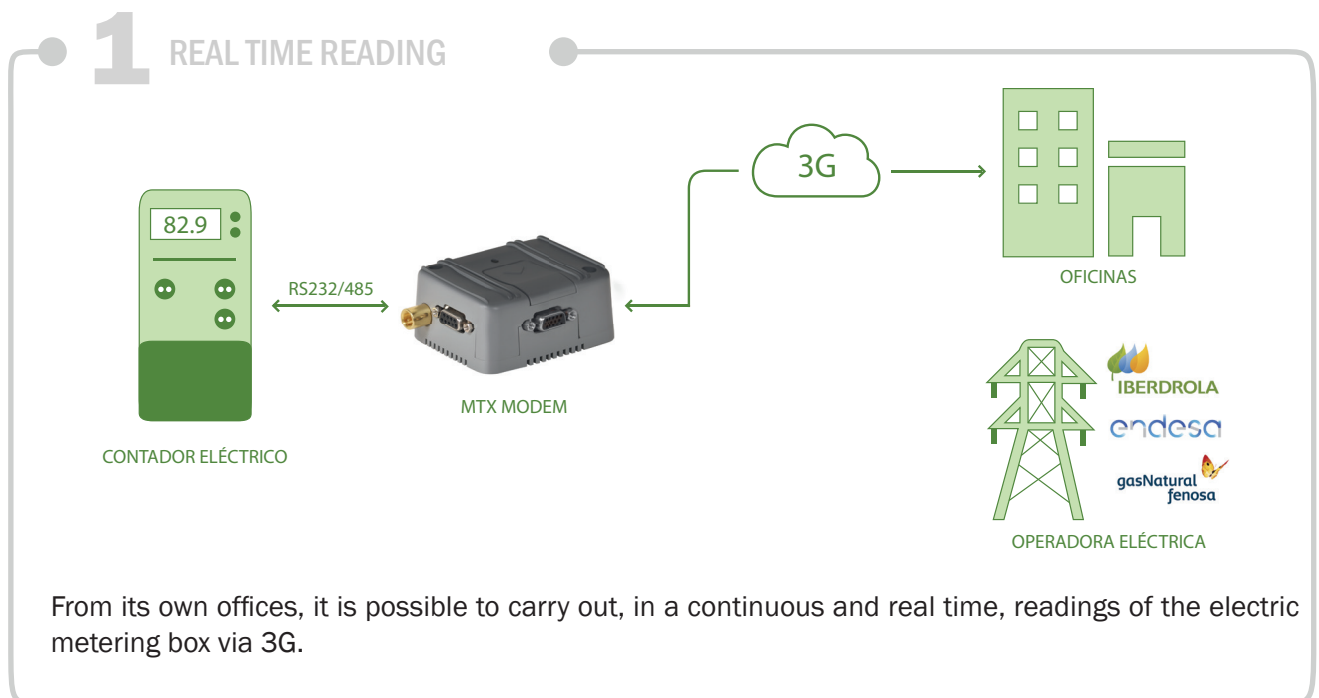 1 REAL TIME READING
3G
82.9
RS232/485
OFICINAS
MTX MODEM
IBERDROLA
endesa
CONTADOR ELÉCTRICO
gasNatural
fenosa
OPERADORA ELÉCTRICA
From its own offices, it is possible to carry out, in a continuous and real time, readings of the electric
metering box via 3G.